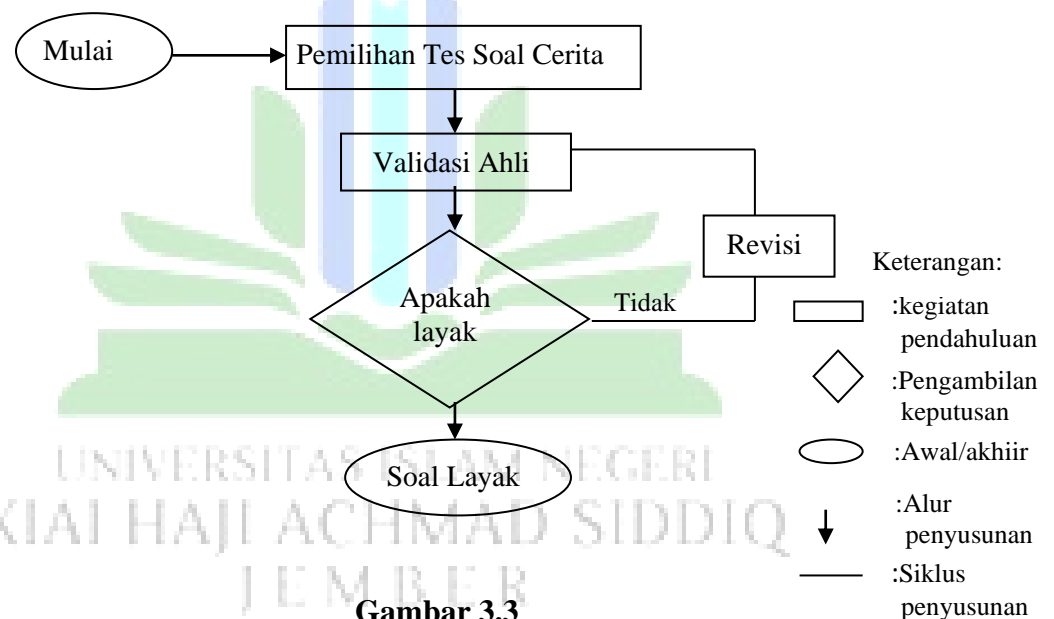 Mulai
Pemilihan Tes Soal Cerita
Validasi Ahli
Revisi
Apakah
layak
Tidak
Soal Layak
Keterangan:
:kegiatan
pendahuluan
:Pengambilan
keputusan
:Awal/akhiir
:Alur
penyusunan
:Siklus
penyusunan
UNIVERSITAS ISLAM NEGERI
KIAI HAJI ACHMAD SIDDIQ
JEMBER
Gambar 3.3